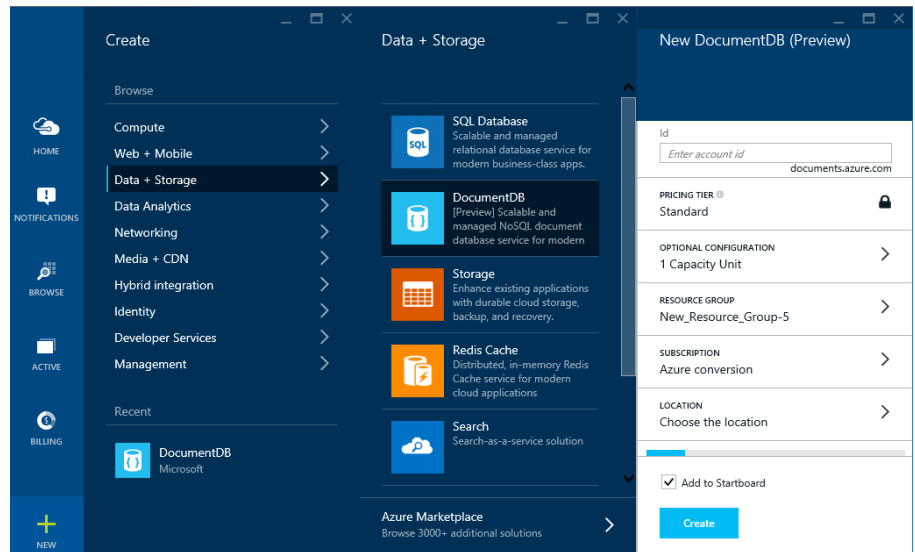 HOME
NOTIFICATIONS
BROWSE
ACTIVE
BILLING
NEW
Create
Browse
Compute
Web + Mobile
Data + Storage
Data Analytics
Networking
Media + CDN
Hybrid integration
Identity
Developer Services
Management
Recent
DocumentDB
Microsoft
Data + Storage
SQL
SQL Database
Scalable and managed
relational database service for
modern business-class apps.
DocumentDB
[Preview] Scalable and
managed NoSQL document
database service for modern
Storage
Enhance existing applications
with durable cloud storage,
backup, and recovery.
Redis Cache
Distributed, in-memory Redis
Cache service for modern
cloud applications
Search
Search-as-a-service solution
Azure Marketplace
Browse 3000+ additional solutions
New DocumentDB (Preview)
Id
Enter account id
documents.azure.com
PRICING TIER
Standard
OPTIONAL CONFIGURATION
1 Capacity Unit
RESOURCE GROUP
New_Resource_Group-5
SUBSCRIPTION
Azure conversion
LOCATION
Choose the location
Add to Startboard
Create